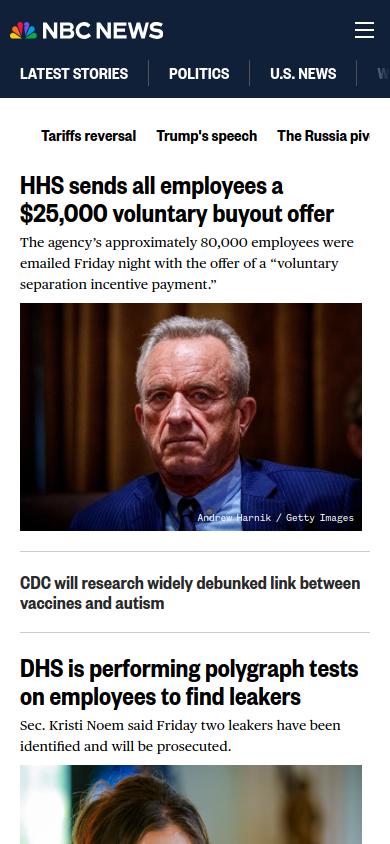 NBC NEWS
LATEST STORIES
POLITICS
U.S. NEWS
Tariffs reversal
Trump's speech
The Russia piv
HHS sends all employees a
$25,000 voluntary buyout offer
The agency’s approximately 80,000 employees were
emailed Friday night with the offer of a “voluntary
separation incentive payment.”
Andrew Harnik / Getty Images
CDC will research widely debunked link between
vaccines and autism
DHS is performing polygraph tests
on employees to find leakers
Sec. Kristi Noem said Friday two leakers have been
identified and will be prosecuted.